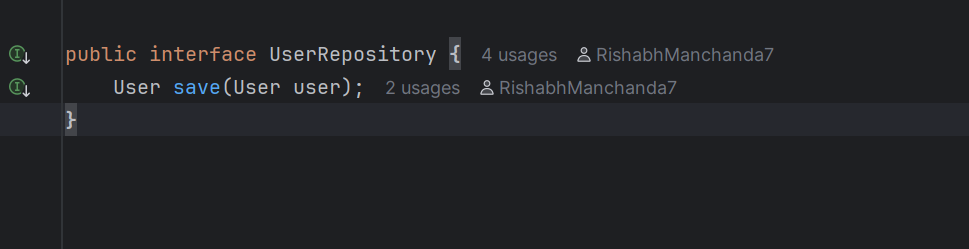 public interface UserRepository { 4 usages RishabhManchanda7
User save(User user); 2 usages RishabhManchanda7
}